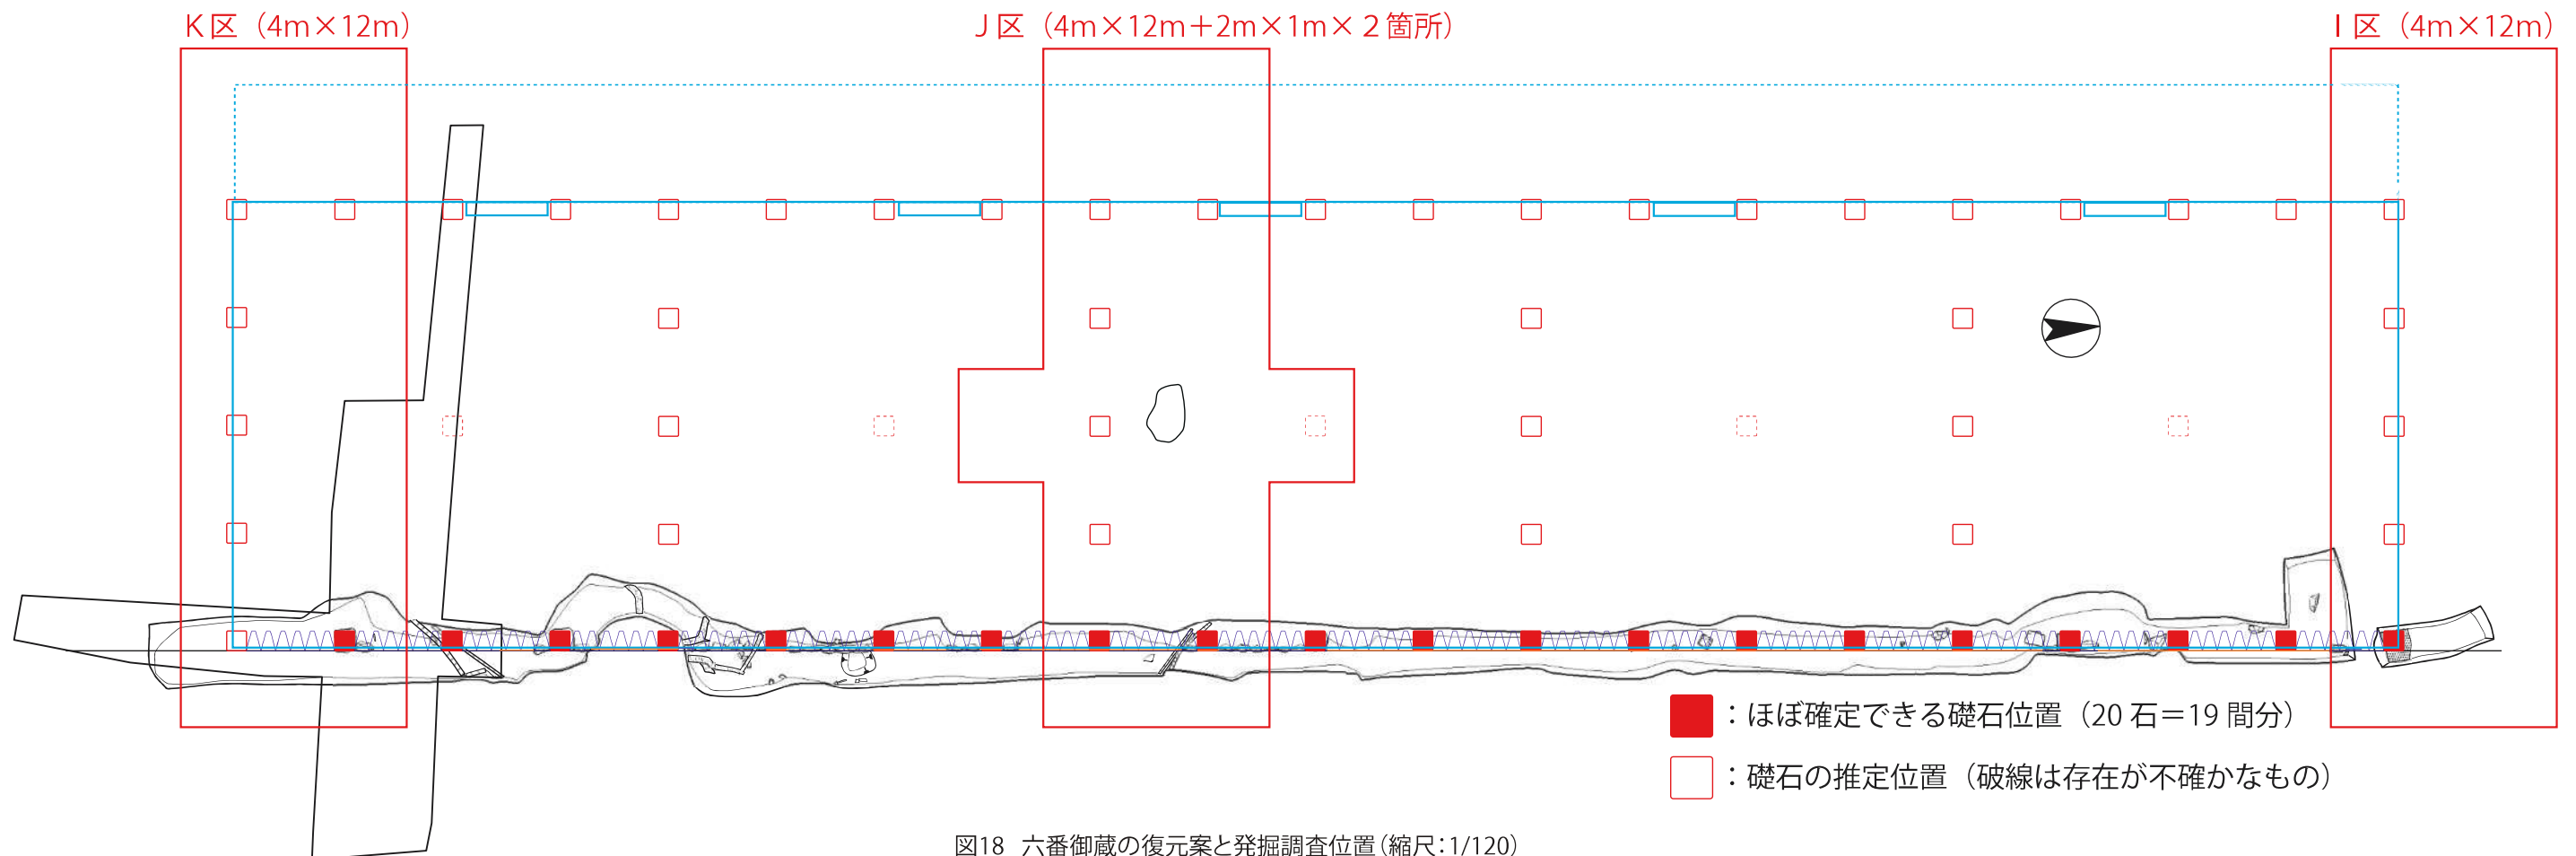 K区（4m×12m）
J区（4m×12m＋2m×1m×２箇所）
I区（4m×12m）
：ほぼ確定できる礎石位置（20石＝19間分）
：礎石の推定位置（破線は存在が不確かなもの）
図18 六番御蔵の復元案と発掘調査位置（縮尺：1/120）